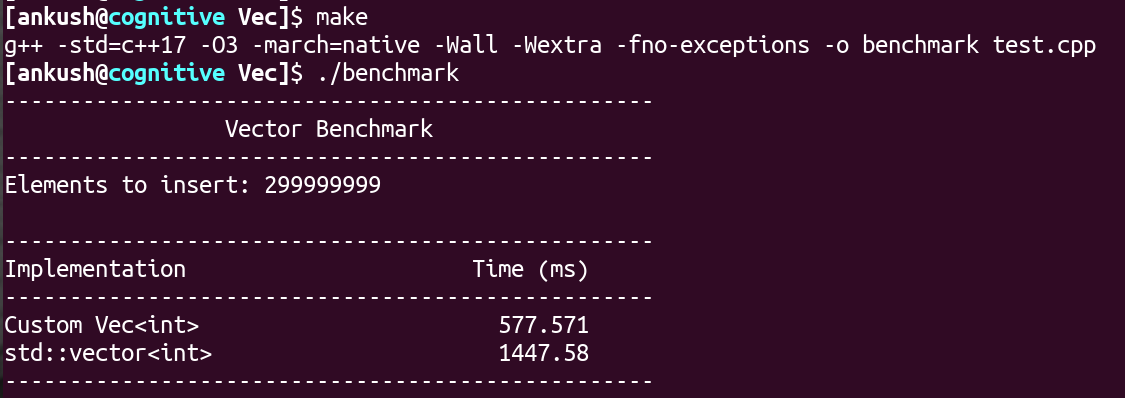 [ankush@cognitive Vec]$ make
g++ -std=c++17 -O3 -march=native -Wall -Wextra -fno-exceptions -o benchmark test.cpp
[ankush@cognitive Vec]$ ./benchmark
--------------------------------------------------
                 Vector Benchmark
--------------------------------------------------
Elements to insert: 299999999
--------------------------------------------------
Implementation                      Time (ms)
--------------------------------------------------
Custom Vec<int>                       577.571
std::vector<int>                      1447.58
--------------------------------------------------